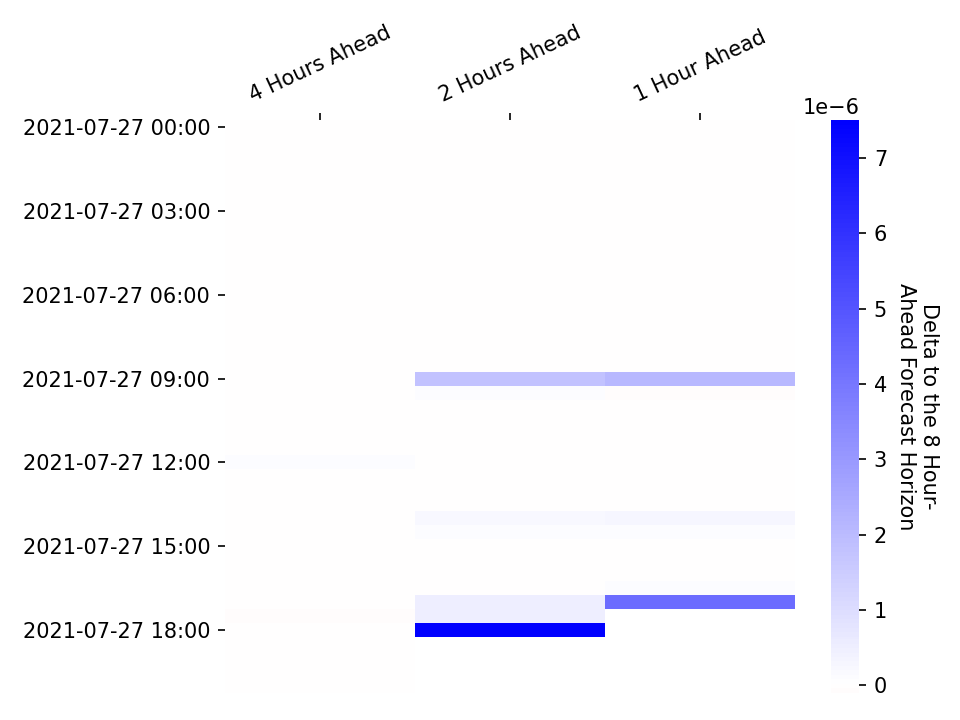 4 Hours Ahead
2 Hours Ahead
1 Hour Ahead
1e−6
2021-07-27 00:00
2021-07-27 03:00
2021-07-27 06:00
2021-07-27 09:00
2021-07-27 12:00
2021-07-27 15:00
2021-07-27 18:00
7
6
5
4
3
2
1
0
Delta to the 8 Hour-
Ahead Forecast Horizon